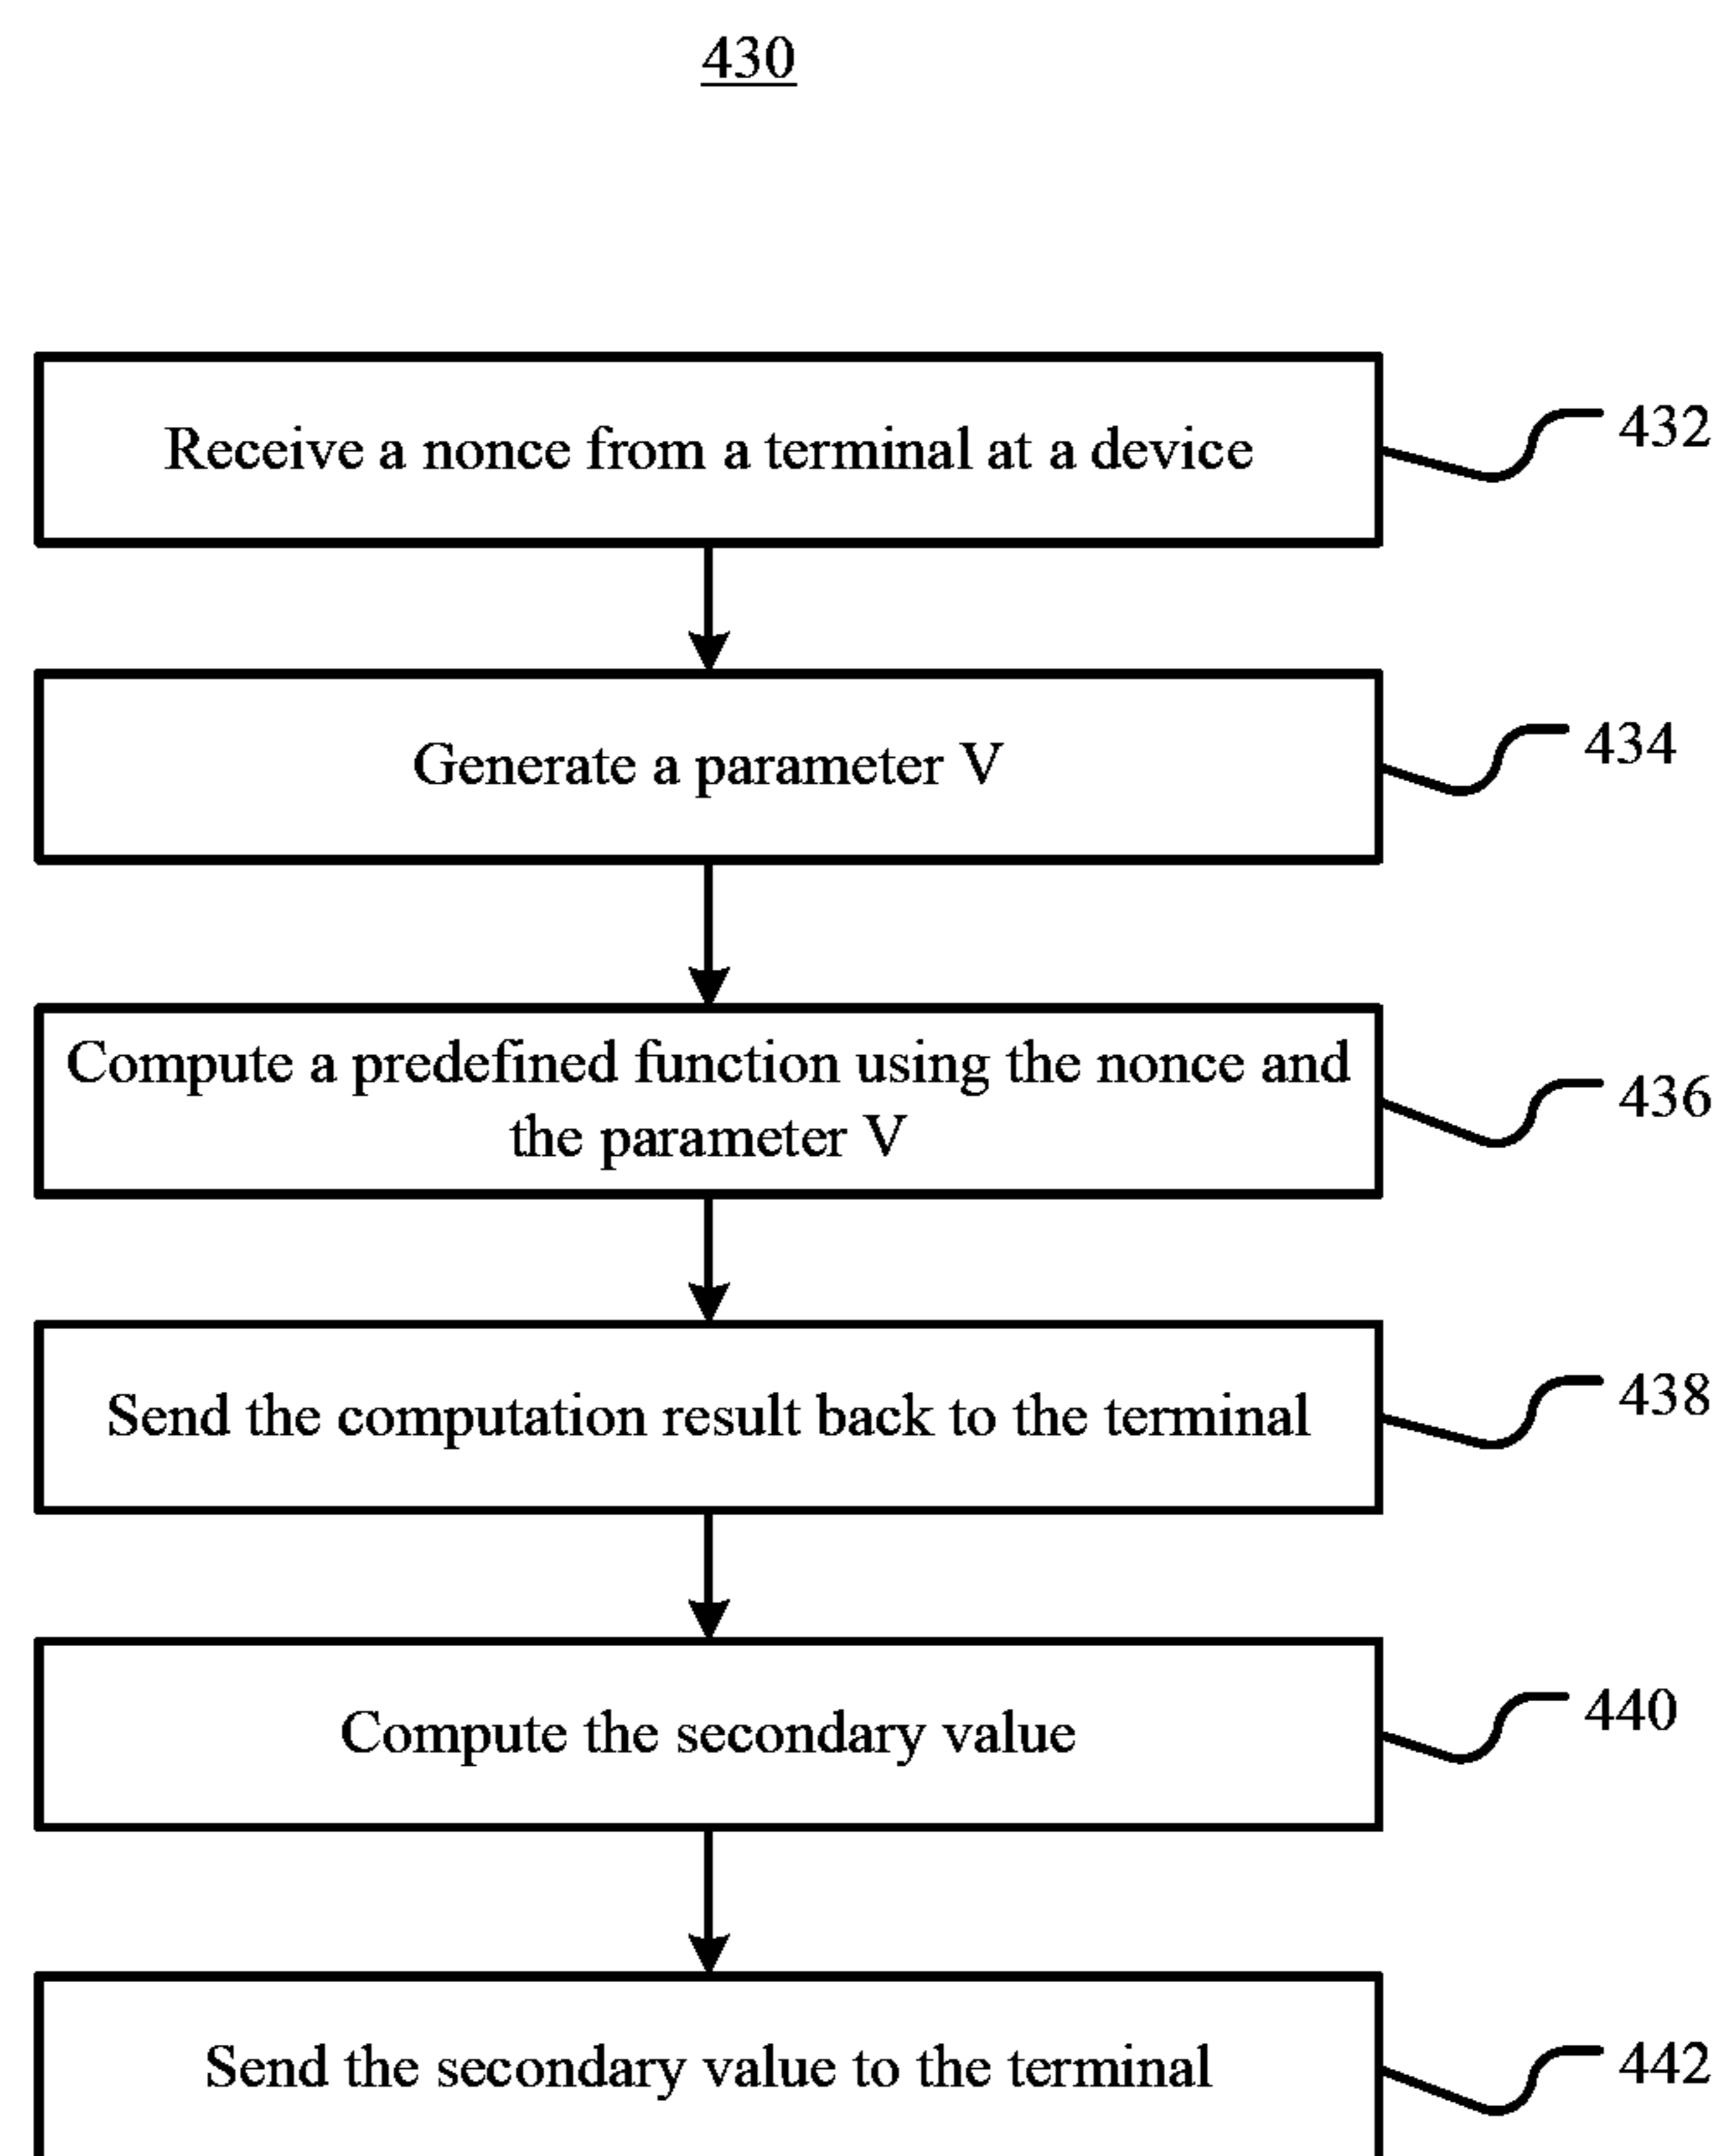 430
Receive a nonce from a terminal at a device
432
Generate a parameter V
434
Compute a predefined function using the nonce and
the parameter V
436
Send the computation result back to the terminal
438
Compute the secondary value
440
Send the secondary value to the terminal
442